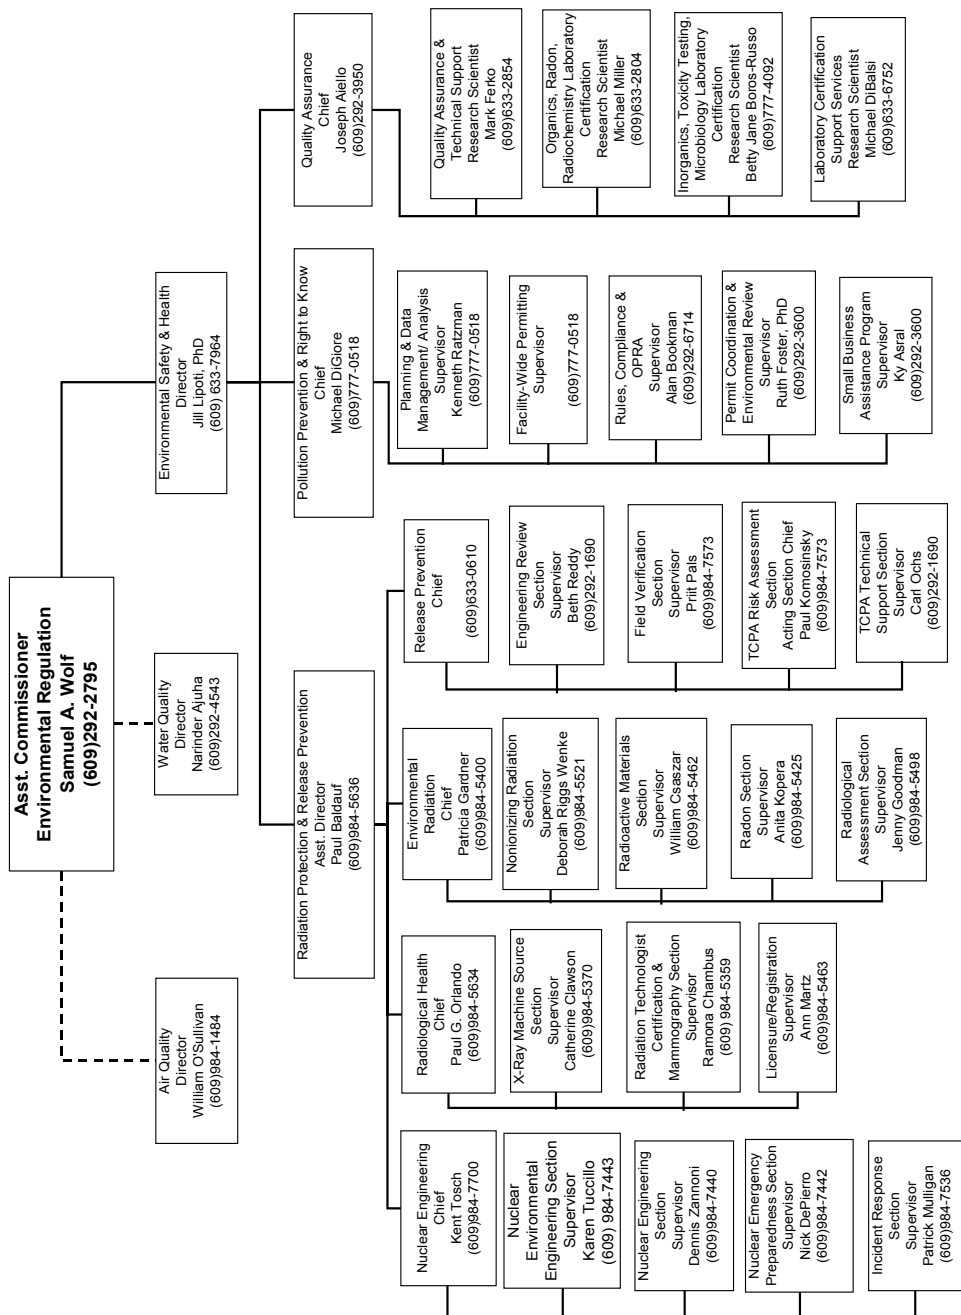 Asst. Commissioner
Environmental Regulation
Samuel A. Wolf
(609)292-2795
Air Quality
Director
William O'Sullivan
(609)984-1484
Water Quality
Director
Narinder Ajuha
(609)292-4543
Environmental Safety & Health
Director
Jill Lipoti, PhD
(609) 633-7964
Radiation Protection & Release Prevention
Asst. Director
Paul Baldauf
(609)984-5636
Pollution Prevention & Right to Know
Chief
Michael DiGiore
(609)777-0518
Quality Assurance
Chief
Joseph Aiello
(609)292-3950
Nuclear Engineering
Chief
Kent Tosch
(609)984-7700
Nuclear
Environmental
Engineering Section
Supervisor
Karen Tuccillo
(609) 984-7443
Nuclear Engineering
Section
Supervisor
Dennis Zannoni
(609)984-7440
Nuclear Emergency
Preparedness Section
Supervisor
Nick DePierro
(609)984-7442
Incident Response
Section
Supervisor
Patrick Mulligan
(609)984-7536
Radiological Health
Chief
Paul G. Orlando
(609)984-5634
X-Ray Machine Source
Section
Supervisor
Catherine Clawson
(609)984-5370
Radiation Technologist
Certification &
Mammography Section
Supervisor
Ramona Chambus
(609) 984-5359
Licensure/Registration
Supervisor
Ann Martz
(609)984-5463
Environmental
Radiation
Chief
Patricia Gardner
(609)984-5400
Nonionizing Radiation
Section
Supervisor
Deborah Riggs Wenke
(609)984-5521
Radioactive Materials
Section
Supervisor
William Csaszar
(609)984-5462
Radon Section
Supervisor
Anita Kopera
(609)984-5425
Radiological
Assessment Section
Supervisor
Jenny Goodman
(609)984-5498
Release Prevention
Chief
(609)633-0610
Engineering Review
Section
Supervisor
Beth Reddy
(609)292-1690
Field Verification
Section
Supervisor
Priit Pals
(609)984-7573
TCPA Risk Assessment
Section
Acting Section Chief
Paul Komosinsky
(609)984-7573
TCPA Technical
Support Section
Supervisor
Carl Ochs
(609)292-1690
Planning & Data
Management/ Analysis
Supervisor
Kenneth Ratzman
(609)777-0518
Facility-Wide Permitting
Supervisor
(609)777-0518
Rules, Compliance &
OPRA
Supervisor
Alan Bookman
(609)292-6714
Permit Coordination &
Environmental Review
Supervisor
Ruth Foster, PhD
(609)292-3600
Small Business
Assistance Program
Supervisor
Ky Asral
(609)292-3600
Quality Assurance &
Technical Support
Research Scientist
Mark Ferko
(609)633-2854
Organics, Radon,
Radiochemistry Laboratory
Certification
Research Scientist
Michael Miller
(609)633-2804
Inorganics, Toxicity Testing,
Microbiology Laboratory
Certification
Research Scientist
Betty Jane Boros-Russo
(609)777-4092
Laboratory Certification
Support Services
Research Scientist
Michael DiBalsi
(609)633-6752